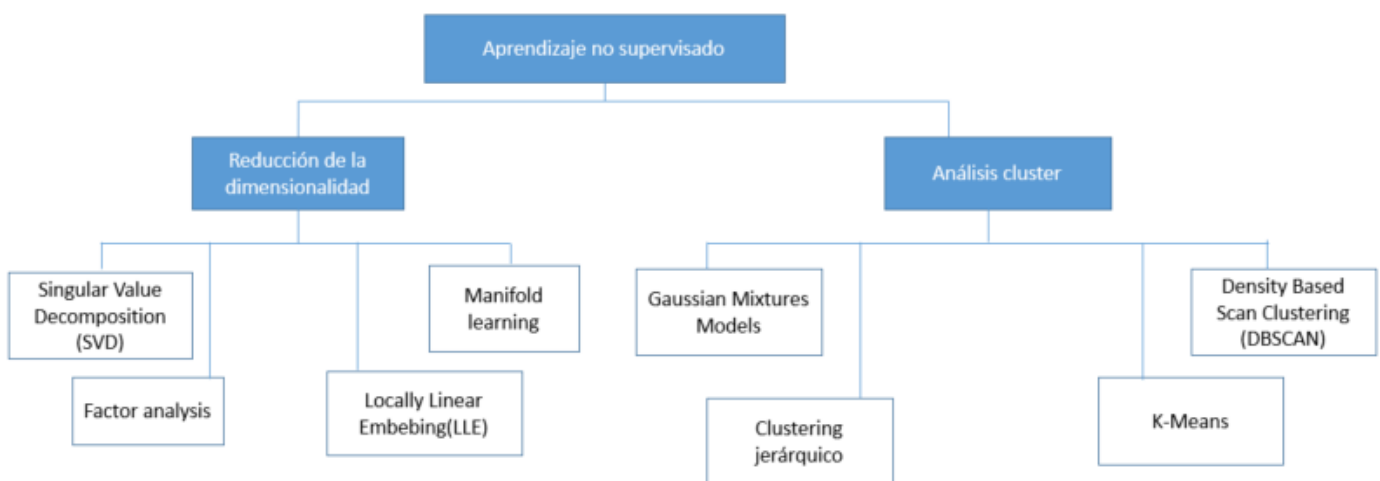 Aprendizaje no supervisado
Reducción de la
dimensionalidad
Análisis cluster
Singular Value
Decomposition
(SVD)
Factor analysis
Locally Linear
Embebing(LLE)
Manifold
learning
Gaussian Mixtures
Models
Clustering
jerárquico
K-Means
Density Based
Scan Clustering
(DBSCAN)